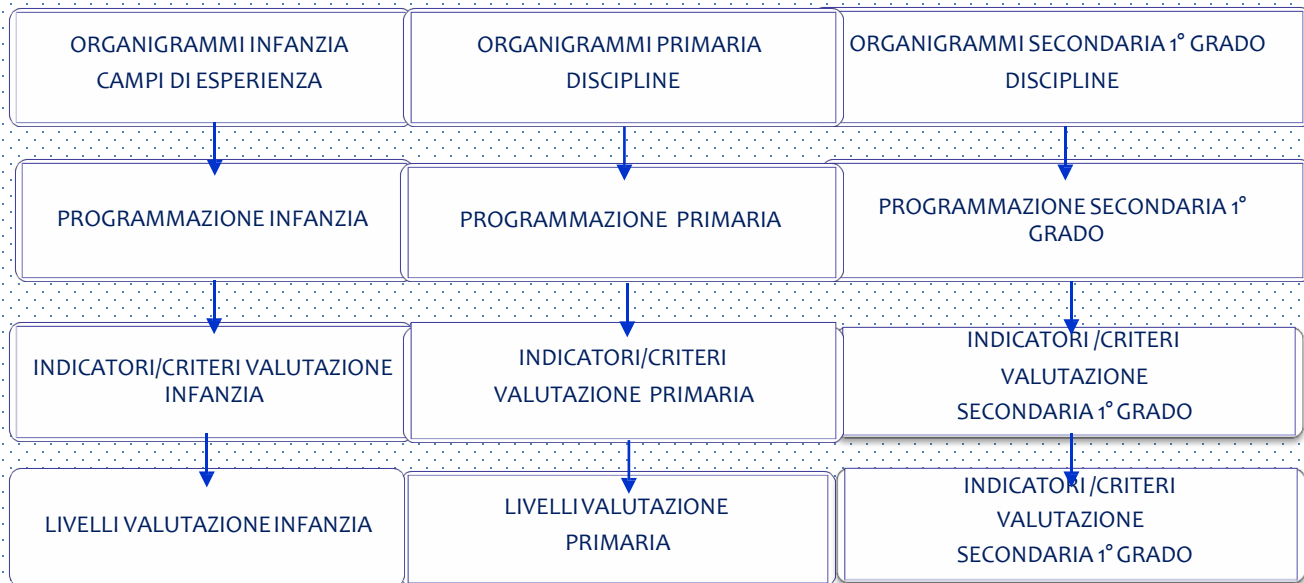 ORGANIGRAMMI INFANZIA
CAMPI DI ESPERIENZA
ORGANIGRAMMI PRIMARIA
DISCIPLINE
ORGANIGRAMMI SECONDARIA 1° GRADO
DISCIPLINE
PROGRAMMAZIONE INFANZIA
PROGRAMMAZIONE PRIMARIA
PROGRAMMAZIONE SECONDARIA 1°
GRADO
INDICATORI/CRITERI VALUTAZIONE
INFANZIA
INDICATORI/CRITERI
VALUTAZIONE PRIMARIA
INDICATORI /CRITERI
VALUTAZIONE
SECONDARIA 1° GRADO
LIVELLI VALUTAZIONE INFANZIA
LIVELLI VALUTAZIONE
PRIMARIA
INDICATORI /CRITERI
VALUTAZIONE
SECONDARIA 1° GRADO